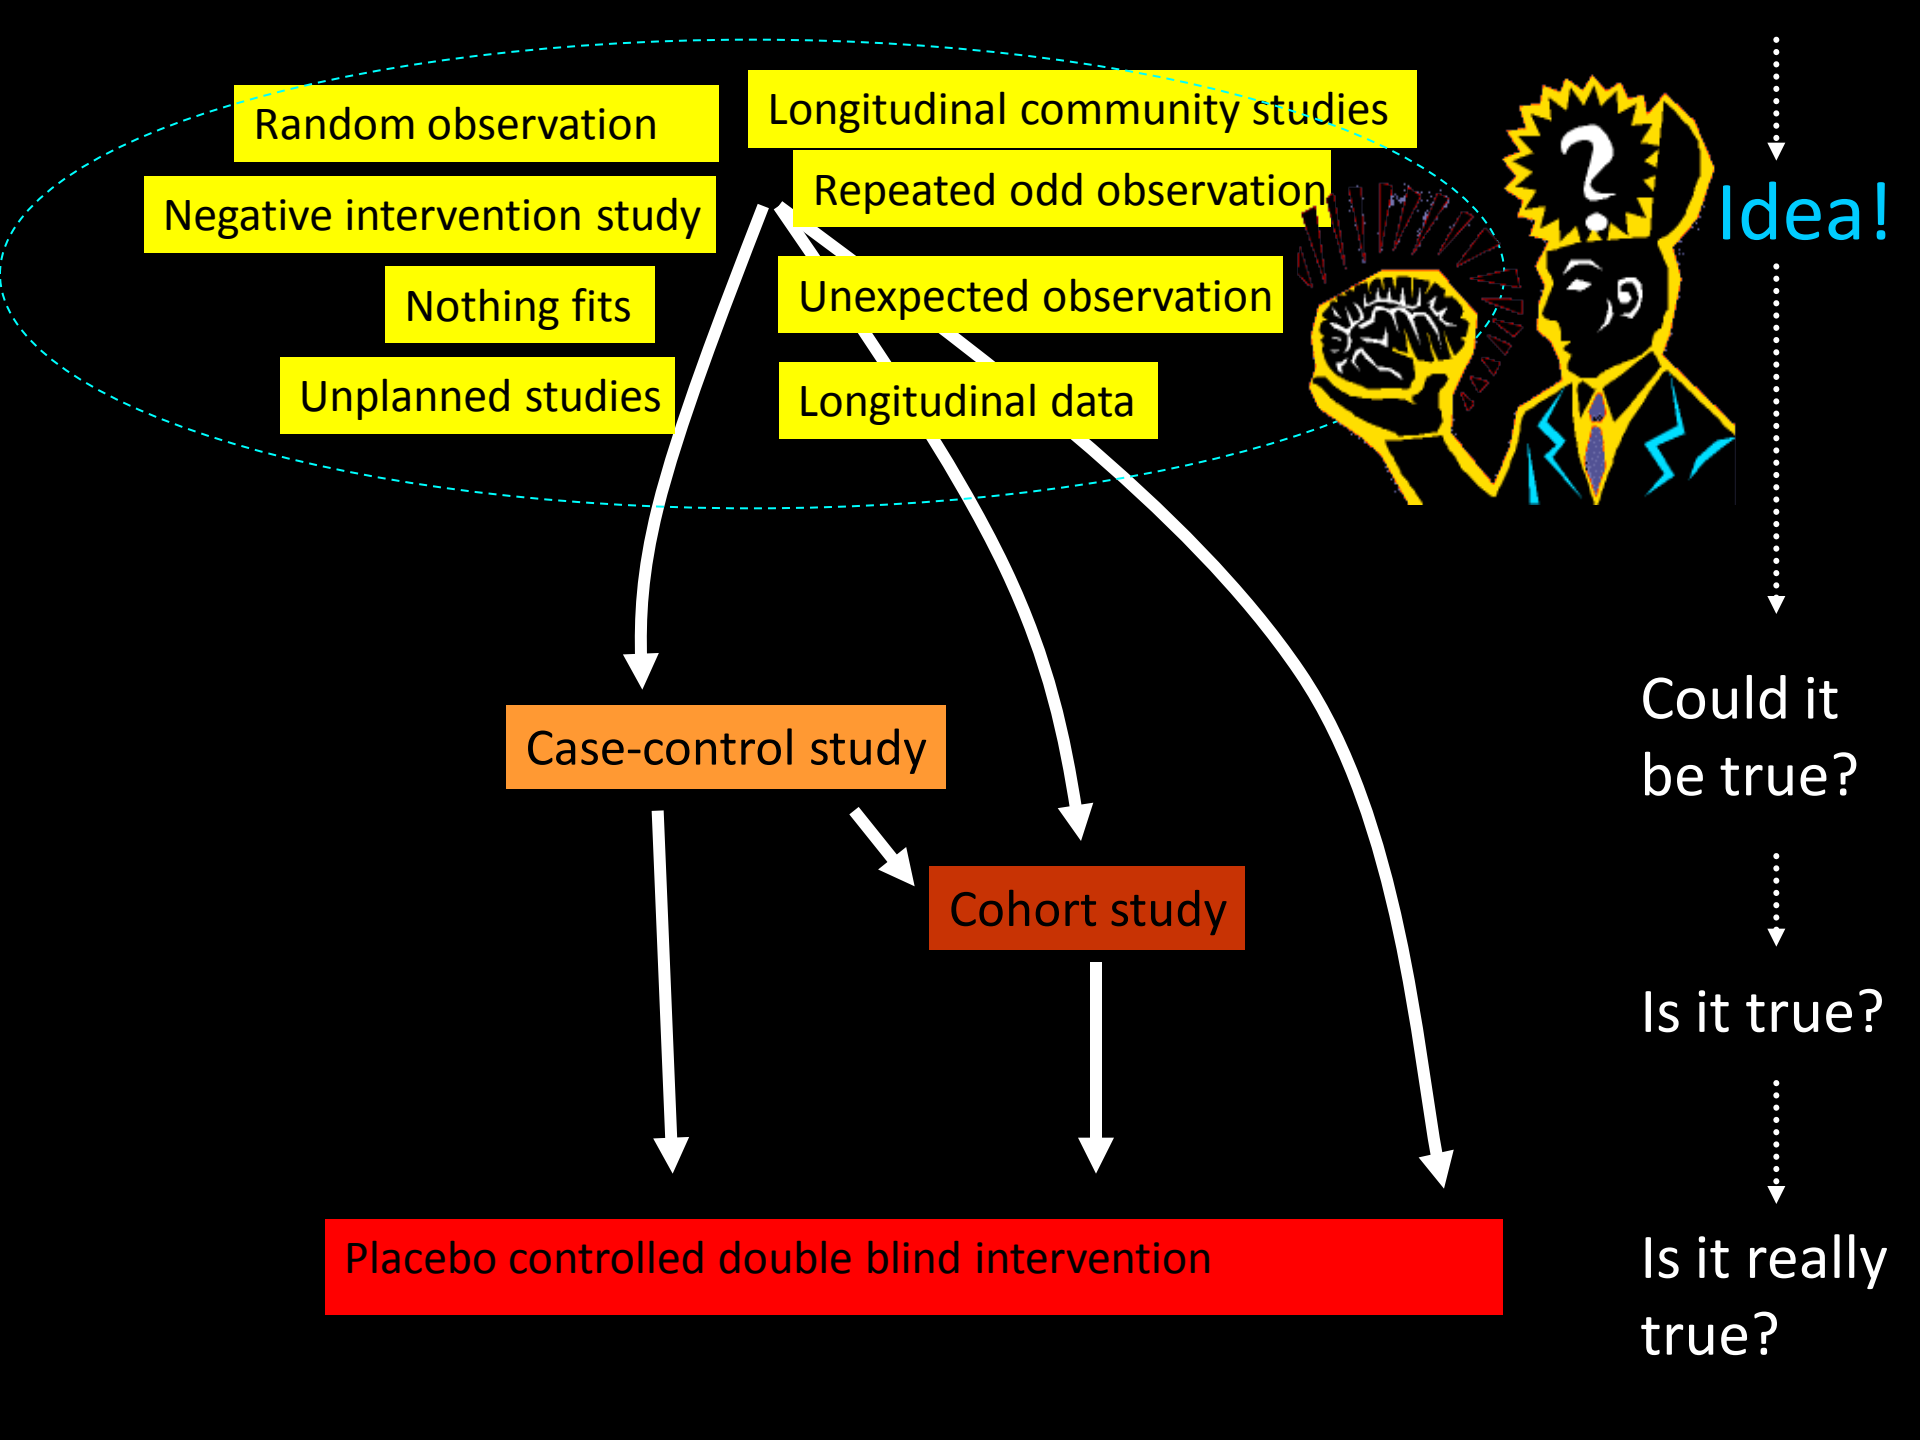 Random observation
Longitudinal community studies
Negative intervention study
Repeated odd observation
Idea!
Nothing fits
Unexpected observation
Unplanned studies
Longitudinal data
?
Could it
be true?
Case-control study
Cohort study
Is it true?
Placebo controlled double blind intervention
Is it really
true?